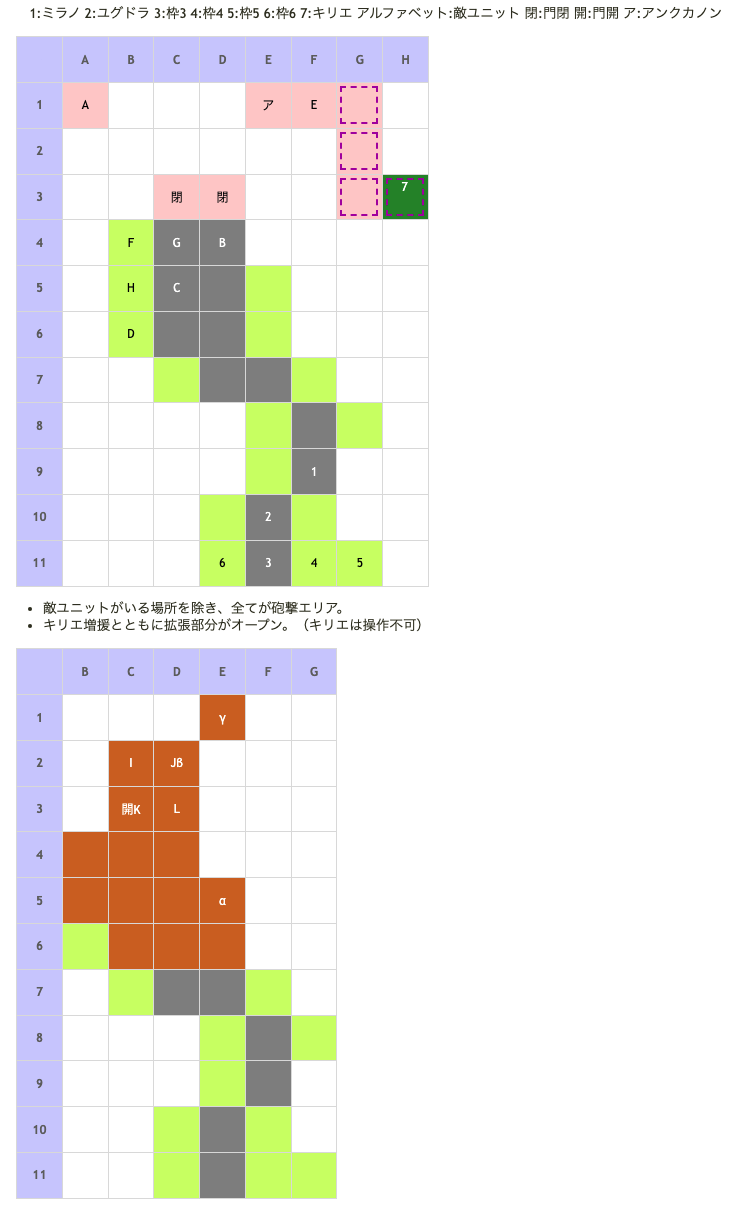 1:ミラノ 2:ユグドラ 3:枠3 4:枠4 5:枠5 6:枠6 7:キリエ アルファベット:敵ユニット 閉:門閉 開:門開 ア:アンクカノン
A B C D E F G H
1 A ア E
2
3 閉 閉 7
4 F G B
5 H C
6 D
7
8
9 1
10 2
11 6 3 4 5
• 敵ユニットがいる場所を除き、全てが砲撃エリア。
• キリエ増援とともに拡張部分がオープン。（キリエは操作不可）
B C D E F G
1 γ
2 I Jß
3 開K L
4
5 α
6
7
8
9
10
11